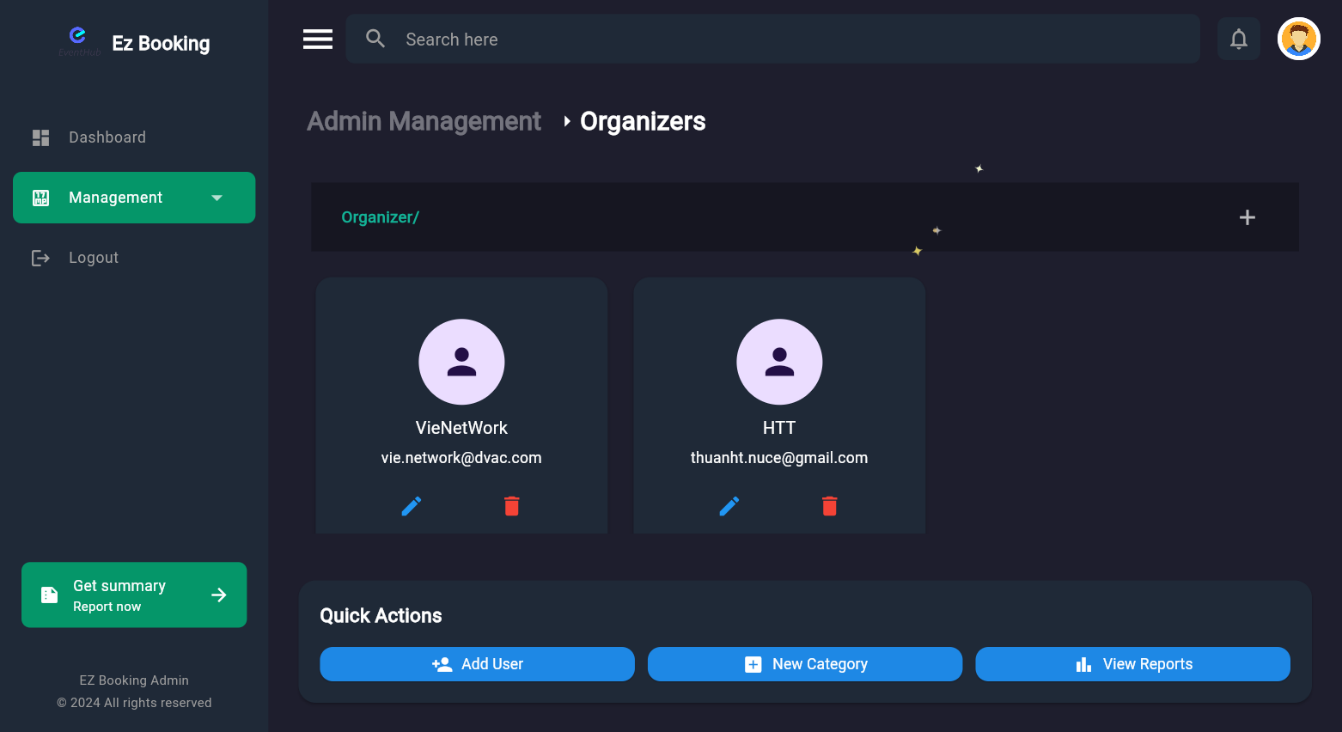 Ez Booking
Search here
Admin Management
Organizers
Dashboard
Management
Logout
Organizer/
VieNetWork
vie.network@dvac.com
HTT
thuanht.nuce@gmail.com
Get summary
Report now
Quick Actions
Add User
New Category
View Reports
EZ Booking Admin
© 2024 All rights reserved